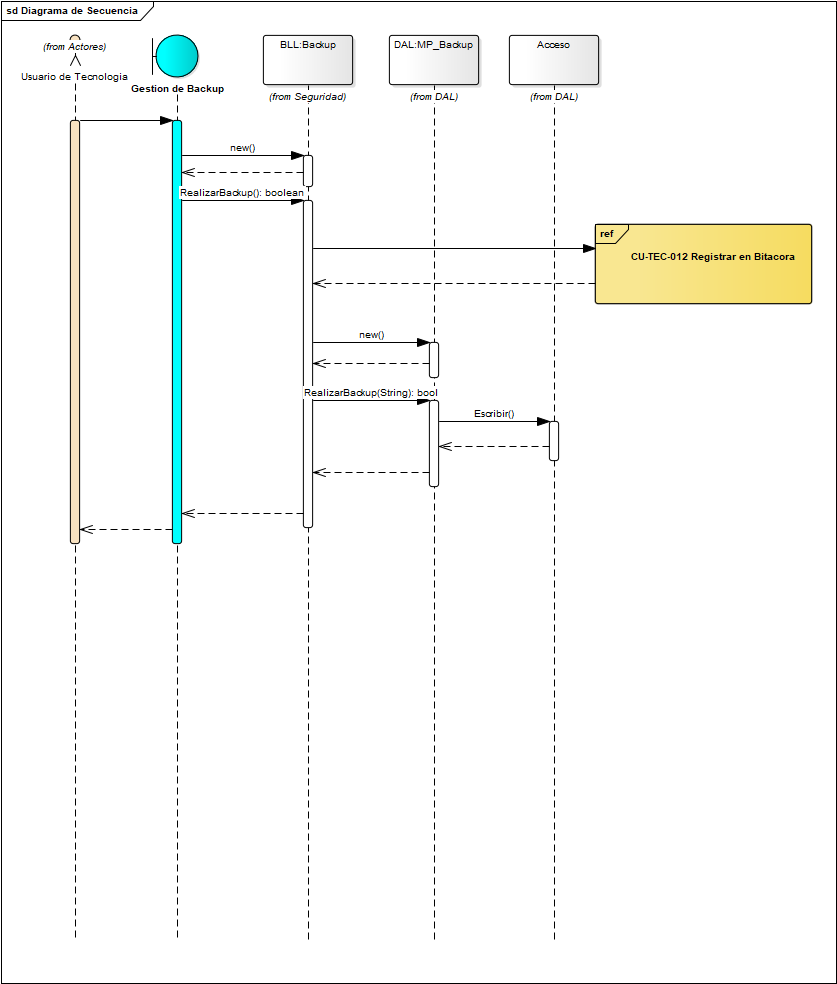 sd Diagrama de Secuencia
(from Actores)
Usuario de Tecnologia
Gestion de Backup
BLL:Backup
(from Seguridad)
DAL:MP_Backup
(from DAL)
Acceso
(from DAL)
new()
RealizarBackup(): boolean
ref
CU-TEC-012 Registrar en Bitacora
new()
RealizarBackup(String): bool
Escribir()